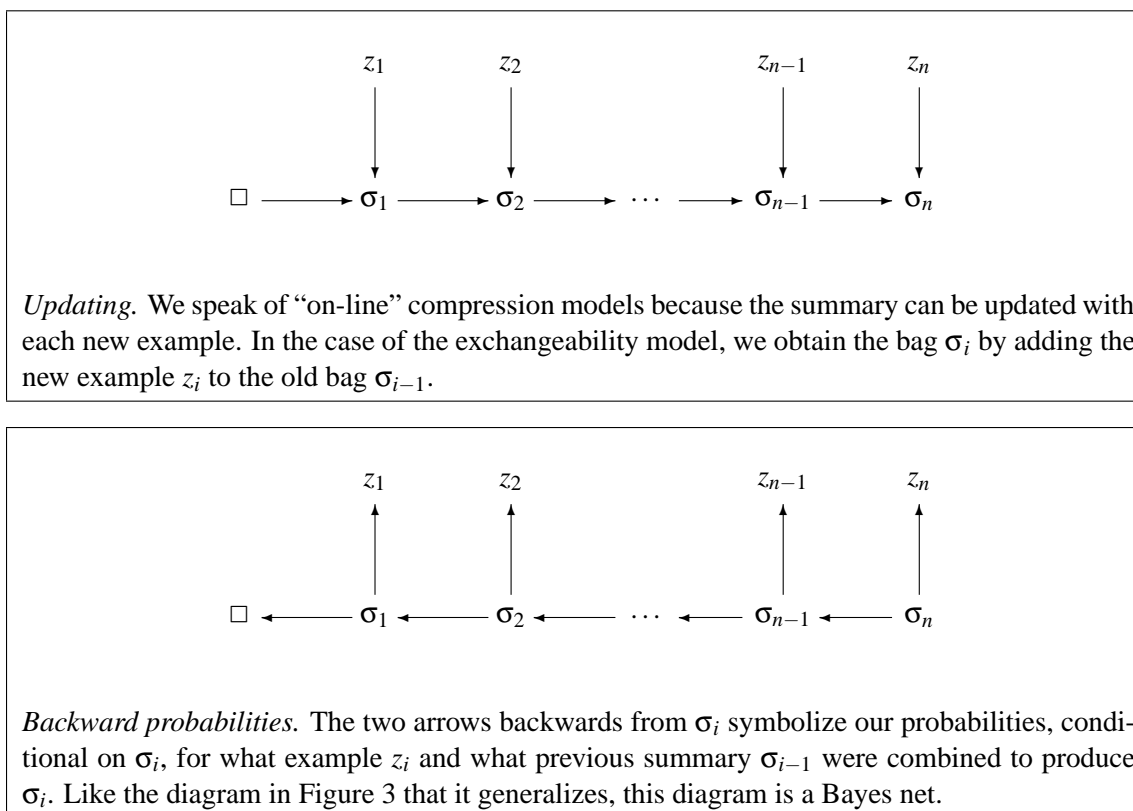 z1 z2 zn−1 zn
□ σ1 σ2 ··· σn−1 σn
Updating. We speak of “on-line” compression models because the summary can be updated with
each new example. In the case of the exchangeability model, we obtain the bag σi by adding the
new example zi to the old bag σi−1.
z1 z2 zn−1 zn
□ σ1 σ2 ··· σn−1 σn
Backward probabilities. The two arrows backwards from σi symbolize our probabilities, condi-
tional on σi, for what example zi and what previous summary σi−1 were combined to produce
σi. Like the diagram in Figure 3 that it generalizes, this diagram is a Bayes net.